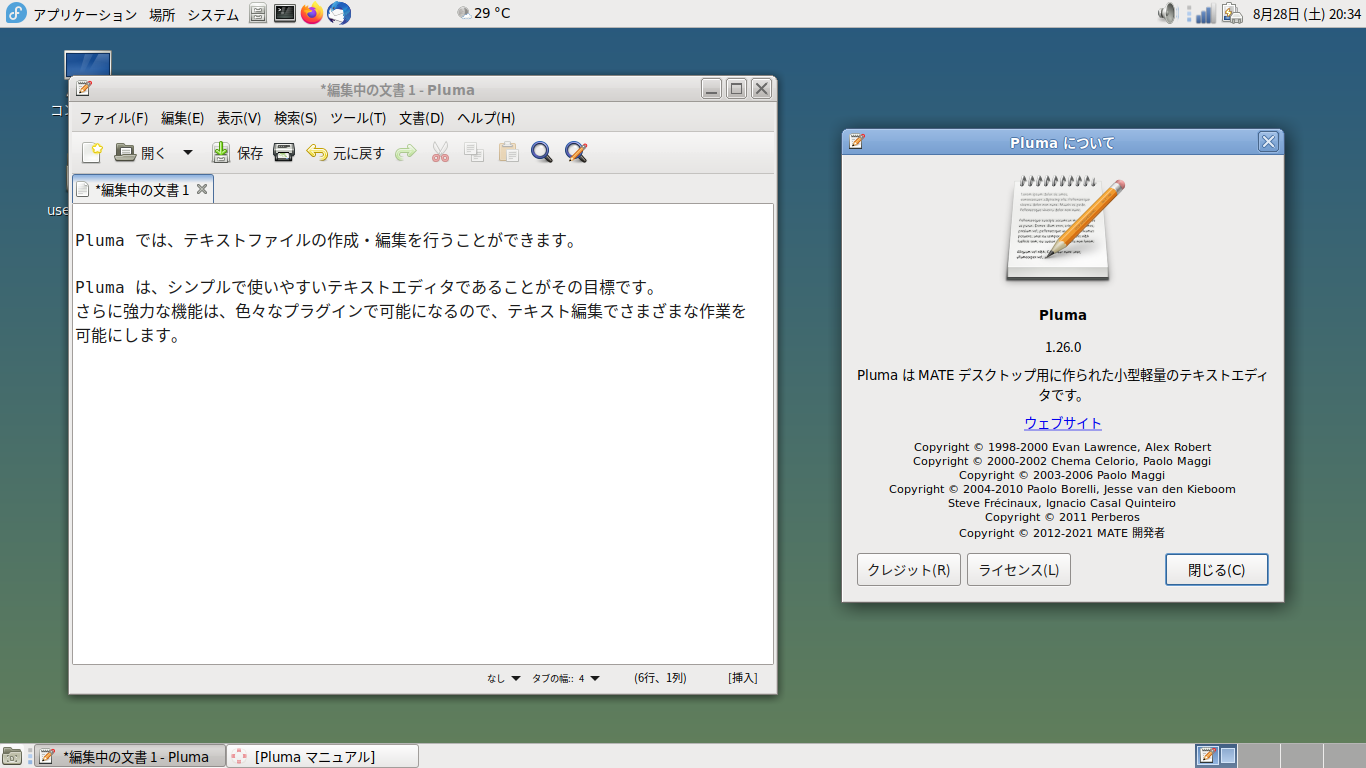 アプリケーション 場所 システム 29 °C 8月28日 (土) 20:34
コン
use
*編集中の文書 1 - Pluma
ファイル(F) 編集(E) 表示(V) 検索(S) ツール(T) 文書(D) ヘルプ(H)
開く 保存 元に戻す
*編集中の文書 1
Pluma では、テキストファイルの作成・編集を行うことができます。
Pluma は、シンプルで使いやすいテキストエディタであることがその目標です。
さらに強力な機能は、色々なプラグインで可能になるので、テキスト編集でさまざまな作業を
可能にします。
なし タブの幅: 4 (6行、1列) [挿入]
Pluma について
Pluma
1.26.0
Pluma は MATE デスクトップ用に作られた小型軽量のテキストエディ
タです。
ウェブサイト
Copyright © 1998-2000 Evan Lawrence, Alex Robert
Copyright © 2000-2002 Chema Celorio, Paolo Maggi
Copyright © 2003-2006 Paolo Maggi
Copyright © 2004-2010 Paolo Borelli, Jesse van den Kieboom
Steve Frécinaux, Ignacio Casal Quinteiro
Copyright © 2011 Perberos
Copyright © 2012-2021 MATE 開発者
クレジット(R) ライセンス(L) 閉じる(C)
*編集中の文書 1 - Pluma [Pluma マニュアル]